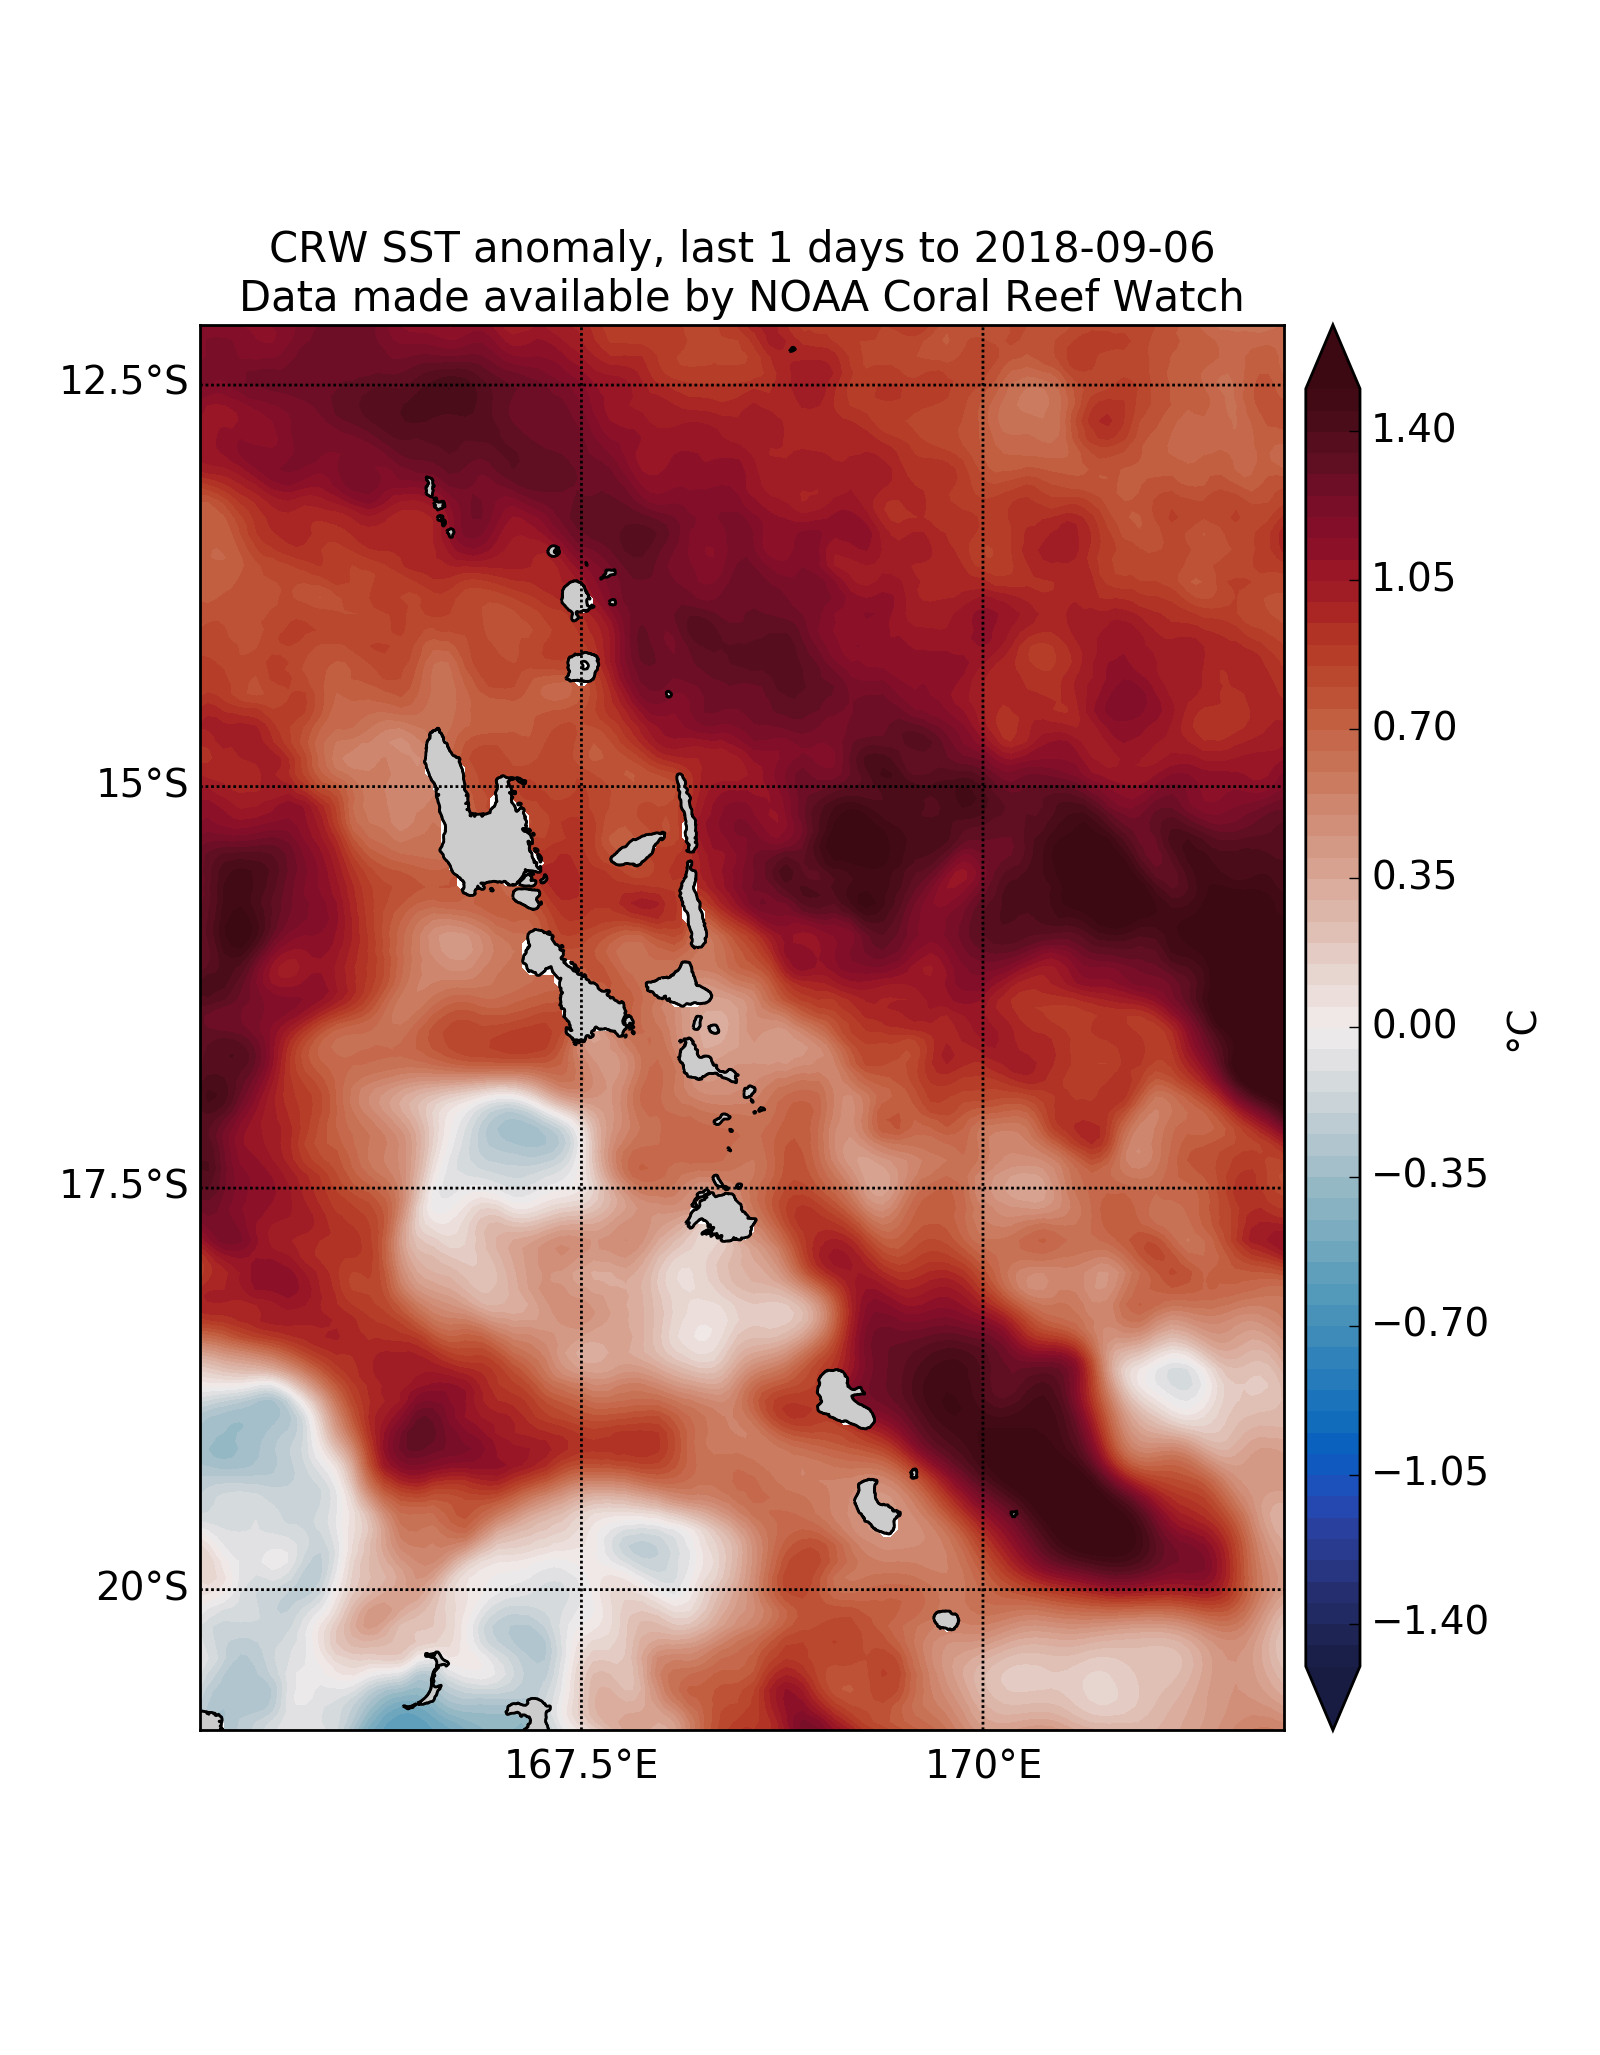 CRW SST anomaly, last 1 days to 2018-09-06
Data made available by NOAA Coral Reef Watch
12.5°S
15°S
17.5°S
20°S
167.5°E
170°E
1.40
1.05
0.70
0.35
0.00
−0.35
−0.70
−1.05
−1.40
°C